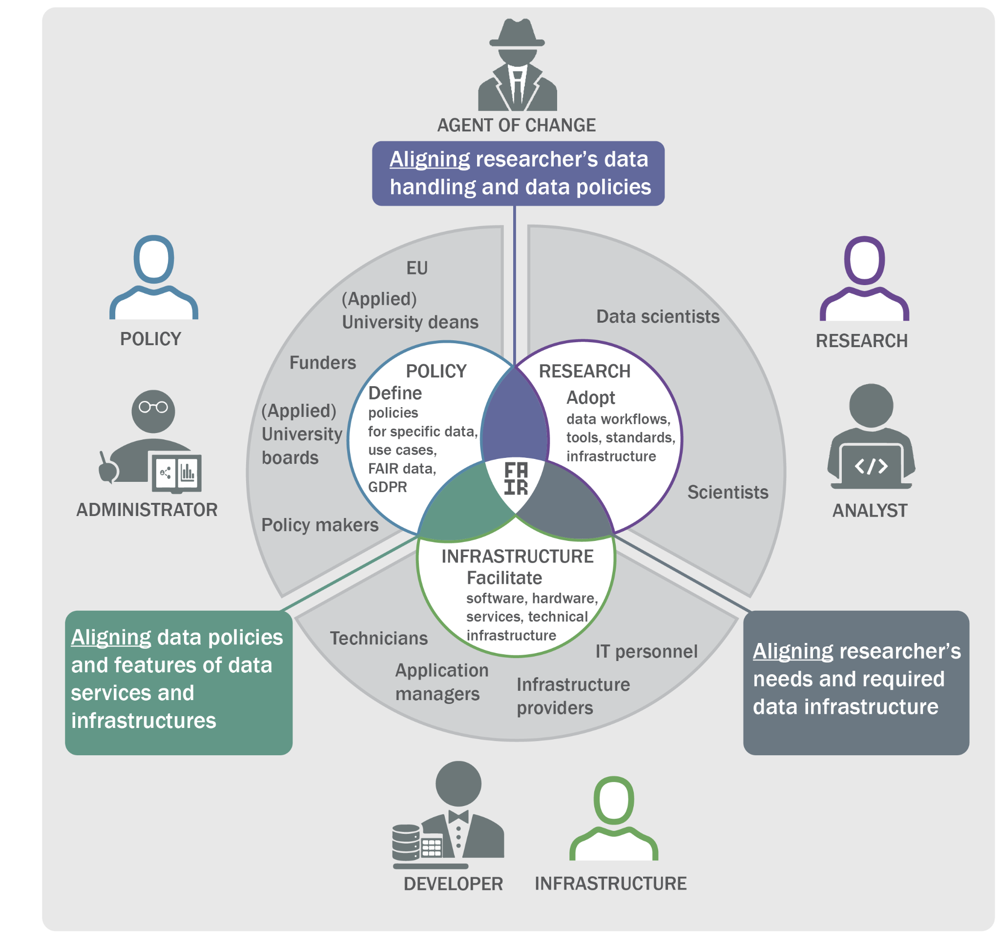 AGENT OF CHANGE
Aligning researcher’s data
handling and data policies
POLICY
ADMINISTRATOR
EU
(Applied)
University deans
Funders
(Applied)
University
boards
Policy makers
POLICY
Define
policies
for specific data,
use cases,
FAIR data,
GDPR
RESEARCH
Adopt
data workflows,
tools, standards,
infrastructure
FA
IR
Data scientists
Scientists
RESEARCH
</>
ANALYST
INFRASTRUCTURE
Facilitate
software, hardware,
services, technical
infrastructure
Technicians
Application
managers
Infrastructure
providers
IT personnel
Aligning data policies
and features of data
services and
infrastructures
Aligning researcher’s
needs and required
data infrastructure
DEVELOPER
INFRASTRUCTURE